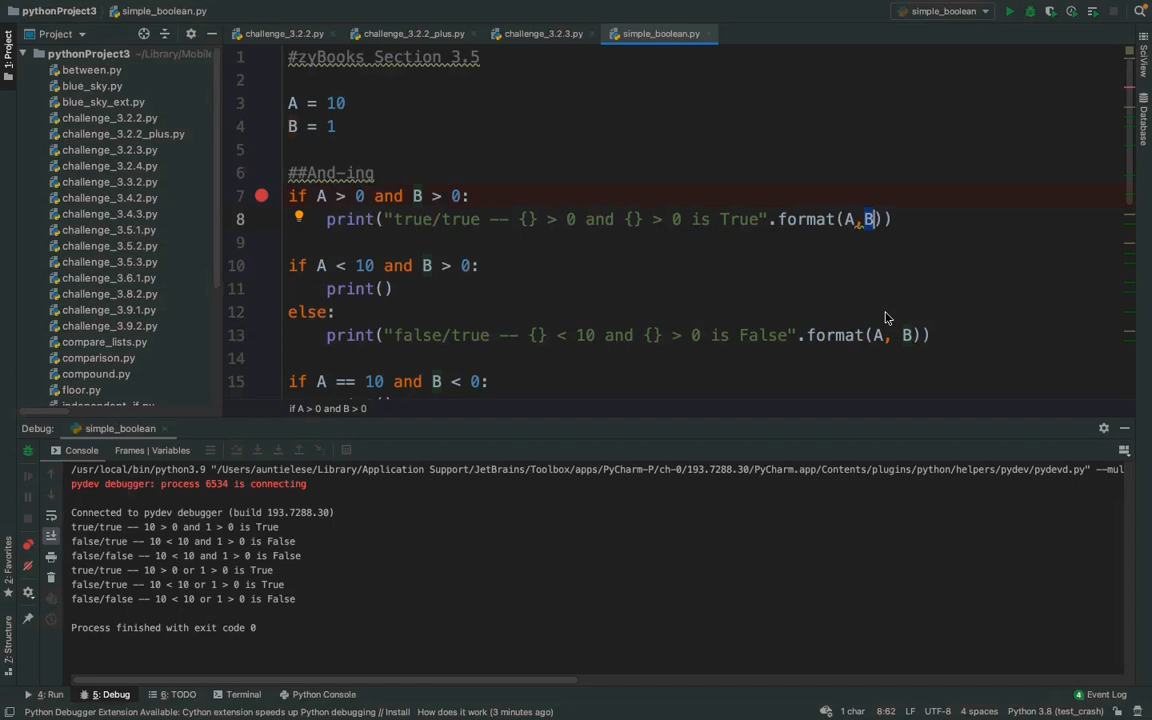 pythonProject3 simple_boolean.py simple_boolean
1: Project
Project
challenge_3.2.2.py challenge_3.2.2_plus.py challenge_3.2.3.py simple_boolean.py
pythonProject3 ~/Library/Mobile
between.py
blue_sky.py
blue_sky_ext.py
challenge_3.2.2.py
challenge_3.2.2_plus.py
challenge_3.2.3.py
challenge_3.2.4.py
challenge_3.3.2.py
challenge_3.4.2.py
challenge_3.4.3.py
challenge_3.5.1.py
challenge_3.5.2.py
challenge_3.5.3.py
challenge_3.6.1.py
challenge_3.8.2.py
challenge_3.9.1.py
challenge_3.9.2.py
compare_lists.py
comparison.py
compound.py
floor.py
1 #zyBooks Section 3.5
2
3 A = 10
4 B = 1
5
6 ##And-ing
7 if A > 0 and B > 0:
8 print("true/true -- {} > 0 and {} > 0 is True".format(A,B))
9
10 if A < 10 and B > 0:
11 print()
12 else:
13 print("false/true -- {} < 10 and {} > 0 is False".format(A, B))
14
15 if A == 10 and B < 0:
if A > 0 and B > 0
SciView
Database
Debug: simple_boolean
Console Frames | Variables
/usr/local/bin/python3.9 "/Users/auntielese/Library/Application Support/JetBrains/Toolbox/apps/PyCharm-P/ch-0/193.7288.30/PyCharm.app/Contents/plugins/python/helpers/pydev/pydevd.py" --mul
pydev debugger: process 6534 is connecting
Connected to pydev debugger (build 193.7288.30)
true/true -- 10 > 0 and 1 > 0 is True
false/true -- 10 < 10 and 1 > 0 is False
false/false -- 10 < 10 and 1 > 0 is False
true/true -- 10 > 0 or 1 > 0 is True
false/true -- 10 < 10 or 1 > 0 is True
false/false -- 10 < 10 or 1 > 0 is False
Process finished with exit code 0
2: Favorites
Z: Structure
4: Run 5: Debug 6: TODO Terminal Python Console 4 Event Log
Python Debugger Extension Available: Cython extension speeds up Python debugging // Install How does it work (3 minutes ago) 1 char 8:62 LF UTF-8 4 spaces Python 3.8 (test_crash)